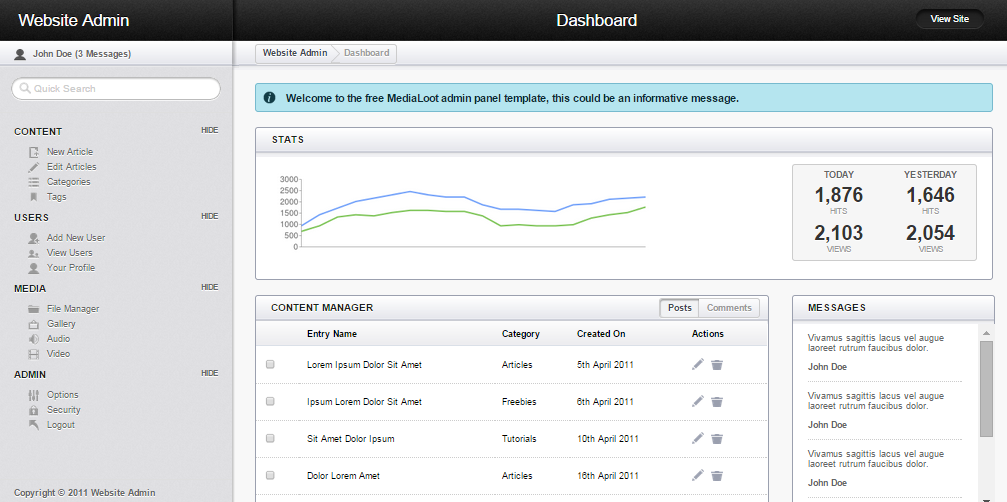 Website Admin
Dashboard
View Site
John Doe (3 Messages)
Website Admin
Dashboard
Quick Search
CONTENT
HIDE
New Article
Edit Articles
Categories
Tags
USERS
HIDE
Add New User
View Users
Your Profile
MEDIA
HIDE
File Manager
Gallery
Audio
Video
ADMIN
HIDE
Options
Security
Logout
Copyright © 2011 Website Admin
Welcome to the free MediaLoot admin panel template, this could be an informative message.
STATS
3000
2500
2000
1500
1000
500
0
TODAY
1,876
HITS
2,103
VIEWS
YESTERDAY
1,646
HITS
2,054
VIEWS
CONTENT MANAGER
Posts
Comments
Entry Name Category Created On Actions
Lorem Ipsum Dolor Sit Amet Articles 5th April 2011
Ipsum Lorem Dolor Sit Amet Freebies 6th April 2011
Sit Amet Dolor Ipsum Tutorials 10th April 2011
Dolor Lorem Amet Articles 16th April 2011
MESSAGES
Vivamus sagittis lacus vel augue
laoreet rutrum faucibus dolor.
John Doe
Vivamus sagittis lacus vel augue
laoreet rutrum faucibus dolor.
John Doe
Vivamus sagittis lacus vel augue
laoreet rutrum faucibus dolor.
John Doe